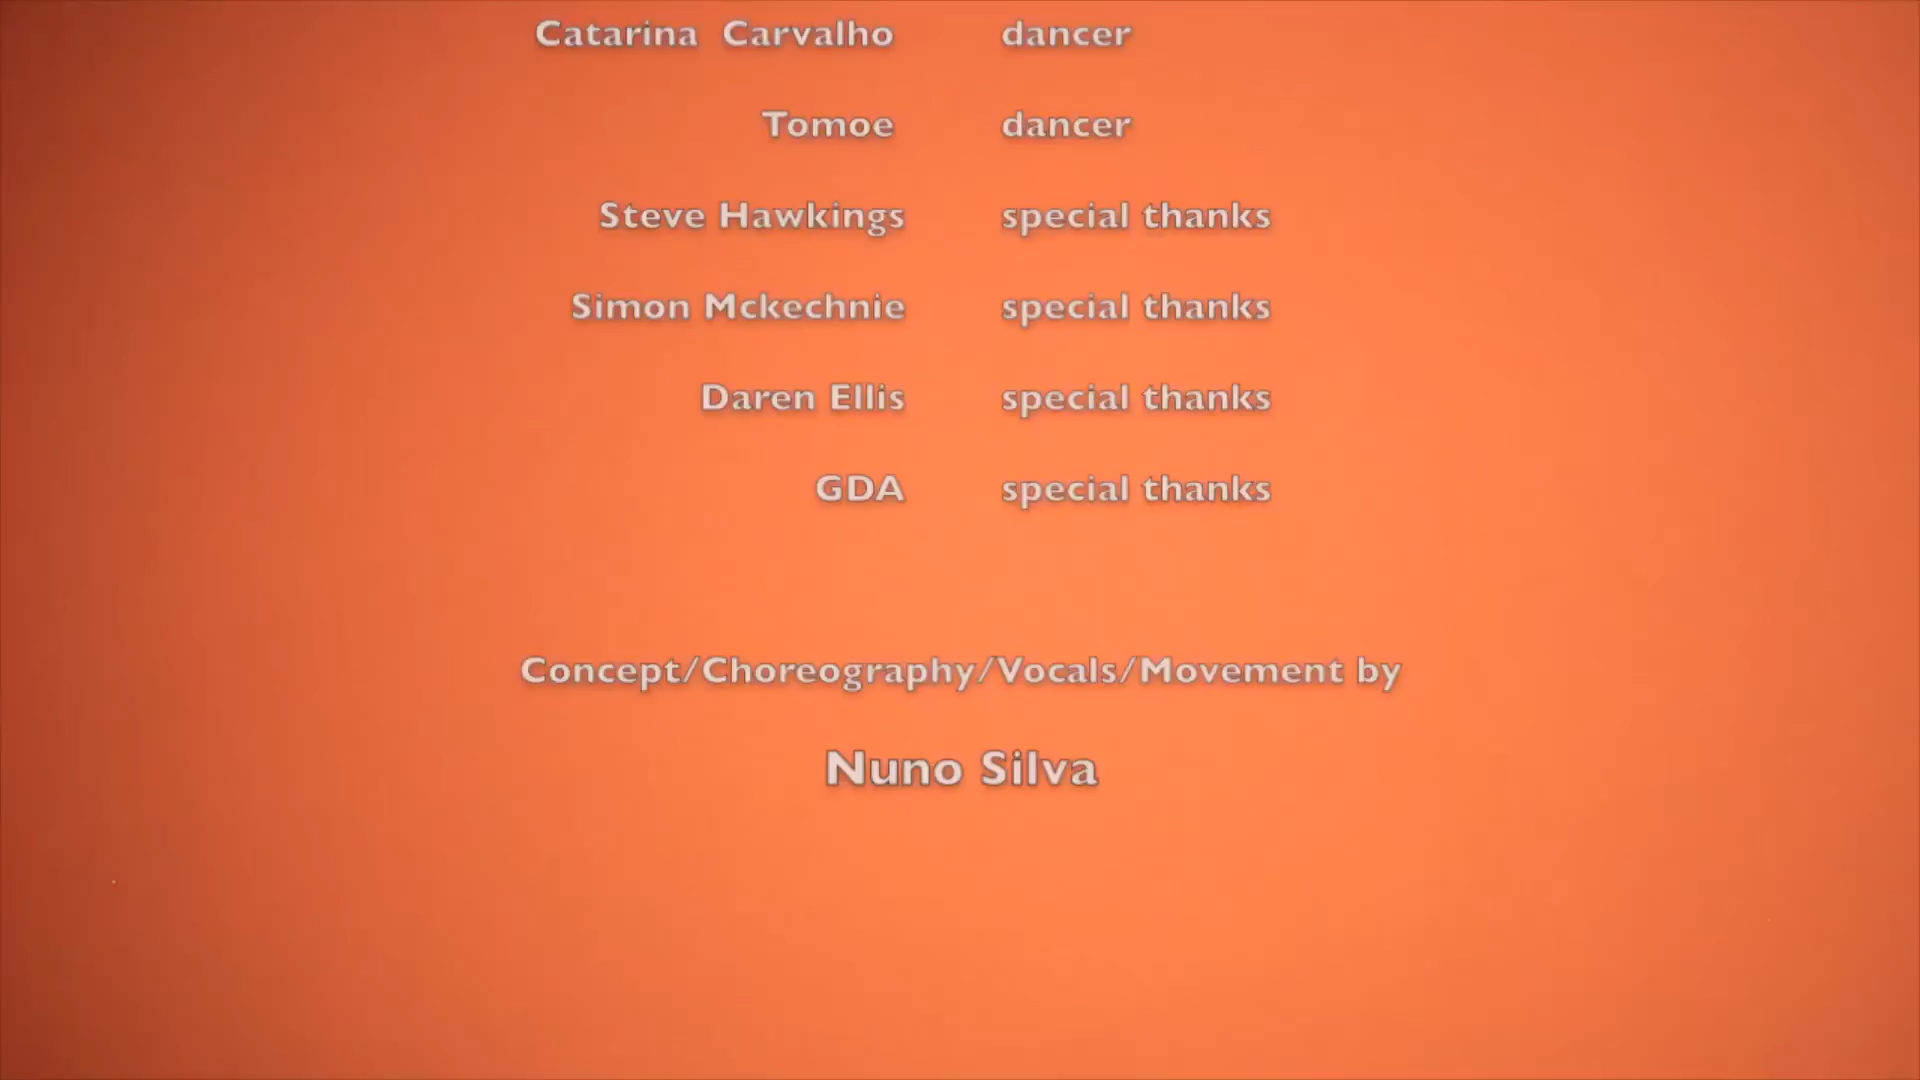 Catarina Carvalho dancer
Tomoe dancer
Steve Hawkings special thanks
Simon Mckechnie special thanks
Daren Ellis special thanks
GDA special thanks
Concept/Choreography/Vocals/Movement by
Nuno Silva